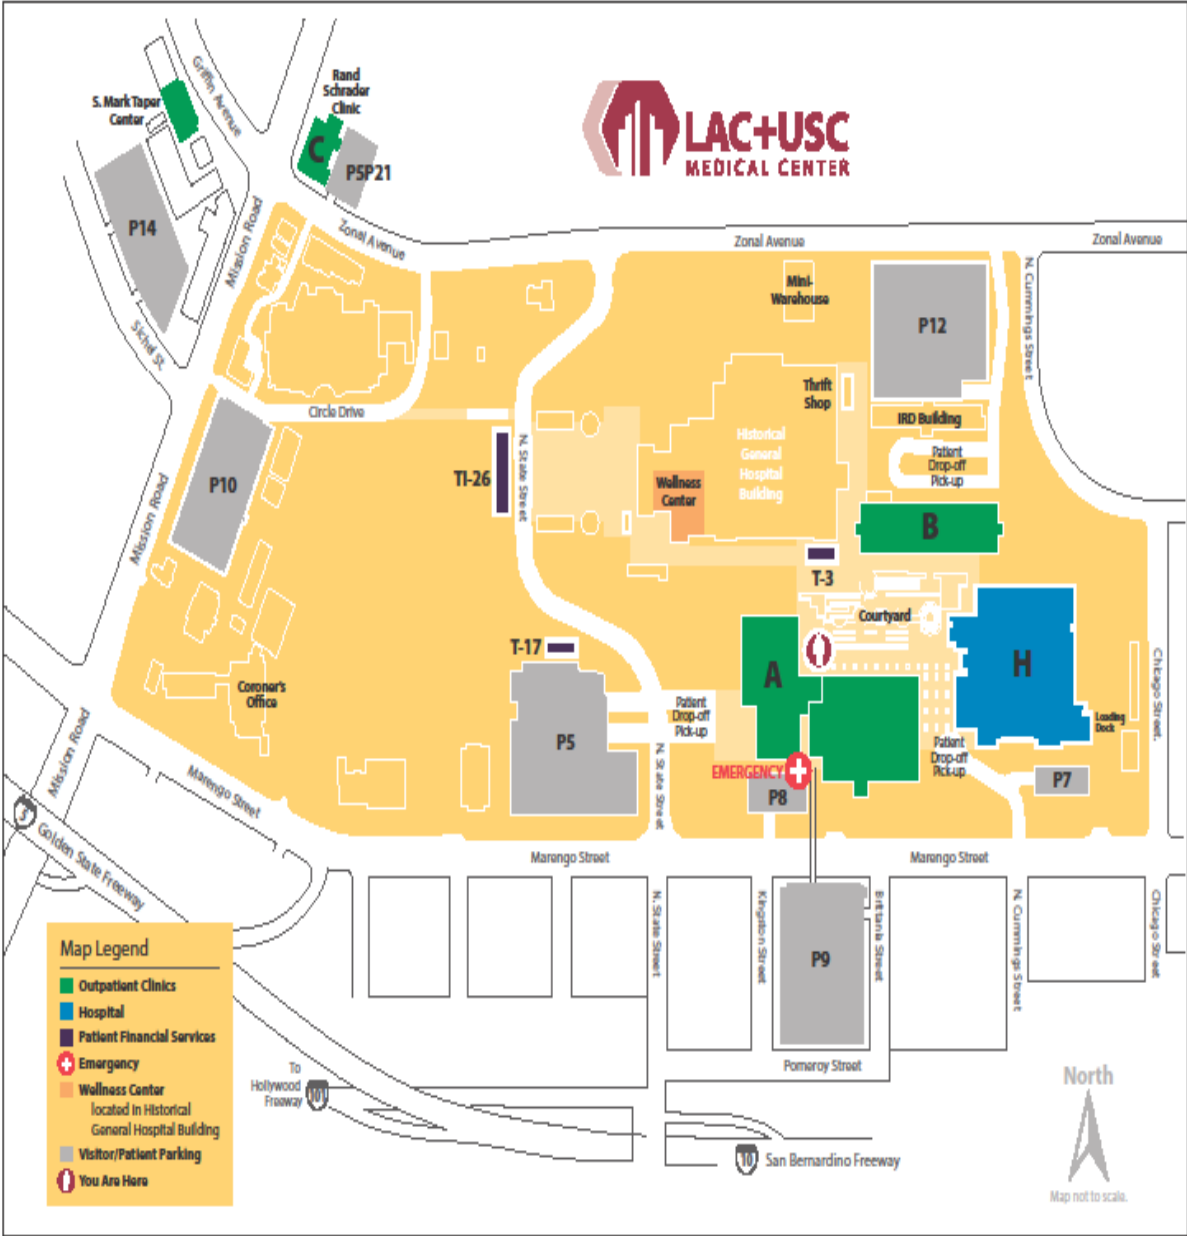 S. Mark Taper
Center
Griffin Avenue
Rand
Schrader
Clinic
C
P5P21
LAC+USC
MEDICAL CENTER
P14
Mission Road
Zonal Avenue
Zonal Avenue
Zonal Avenue
Sichel St.
N. Cummings Street
Mini-
Warehouse
P12
Thrift
Shop
IRD Building
Circle Drive
Historical
General
Hospital
Building
Patient
Drop-off
Pick-up
N. State Street
TI-26
P10
Wellness
Center
Mission Road
B
T-3
Courtyard
T-17
A
H
Chicago Street.
Coroner's
Office
Patient
Drop-off
Pick-up
Loading
Dock
Mission Road
P5
N. State Street
Patient
Drop-off
Pick-up
EMERGENCY
P8
P7
Marengo Street
5
Golden State Freeway
Marengo Street
Marengo Street
N. State Street
Kingston Street
Brittania Street
N. Cummings Street
Chicago Street
P9
Map Legend
Outpatient Clinics
Hospital
Patient Financial Services
Emergency
Wellness Center
located in Historical
General Hospital Building
Visitor/Patient Parking
You Are Here
To
Hollywood
Freeway
101
Pomeroy Street
10
San Bernardino Freeway
North
Map not to scale.